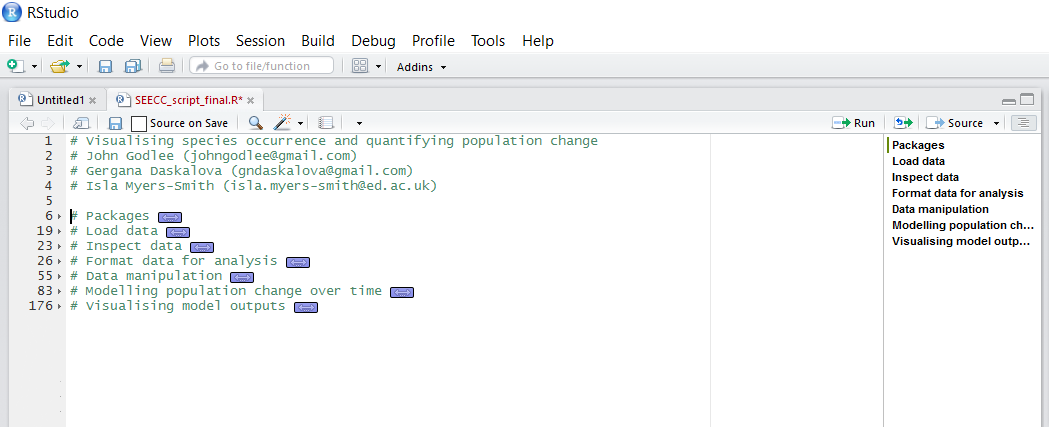 RStudio
File Edit Code View Plots Session Build Debug Profile Tools Help
Go to file/function Addins
Untitled1 SEECC_script_final.R*
Source on Save Run Source
1 # Visualising species occurrence and quantifying population change
2 # John Godlee (johngodlee@gmail.com)
3 # Gergana Daskalova (gndaskalova@gmail.com)
4 # Isla Myers-Smith (isla.myers-smith@ed.ac.uk)
5
6 # Packages
19 # Load data
23 # Inspect data
26 # Format data for analysis
55 # Data manipulation
83 # Modelling population change over time
176 # Visualising model outputs
Packages
Load data
Inspect data
Format data for analysis
Data manipulation
Modelling population ch...
Visualising model outp...